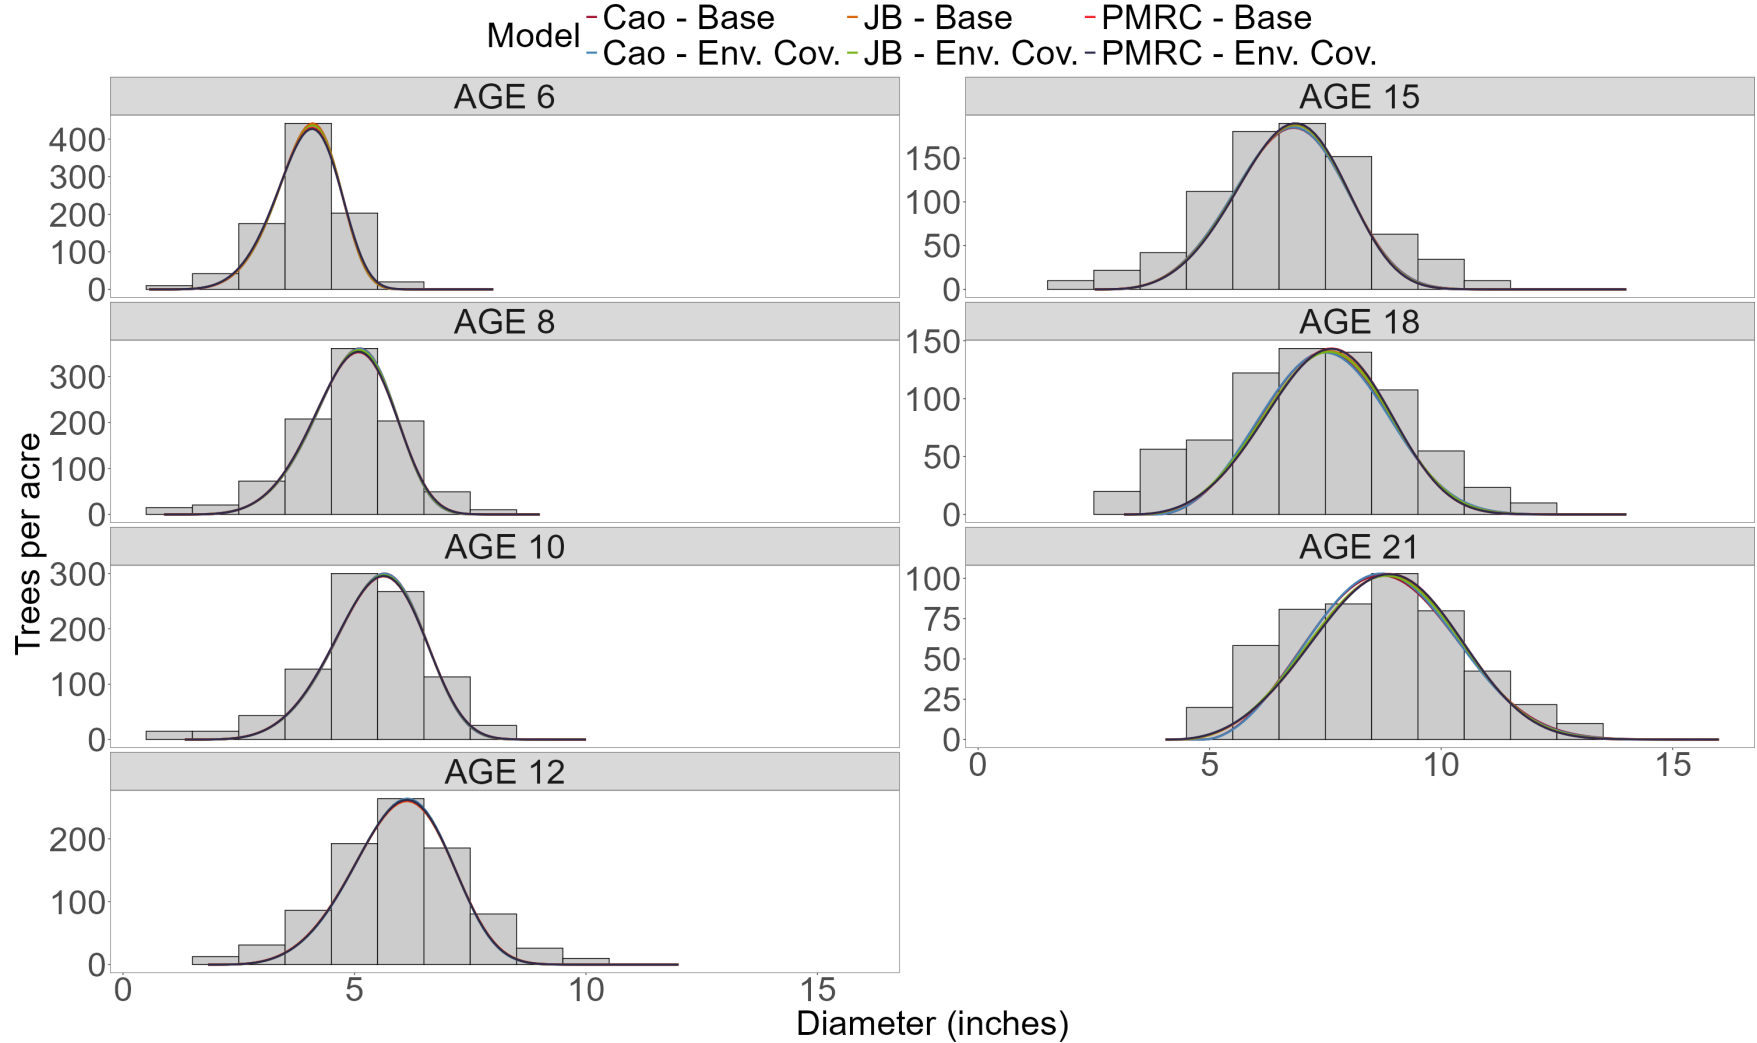 Model
Cao - Base JB - Base PMRC - Base
Cao - Env. Cov. JB - Env. Cov. PMRC - Env. Cov.
Trees per acre
AGE 6
400
300
200
100
0
AGE 8
300
200
100
0
AGE 10
300
200
100
0
AGE 12
200
100
0
0 5 10 15
AGE 15
150
100
50
0
AGE 18
150
100
50
0
AGE 21
100
75
50
25
0
0 5 10 15
Diameter (inches)